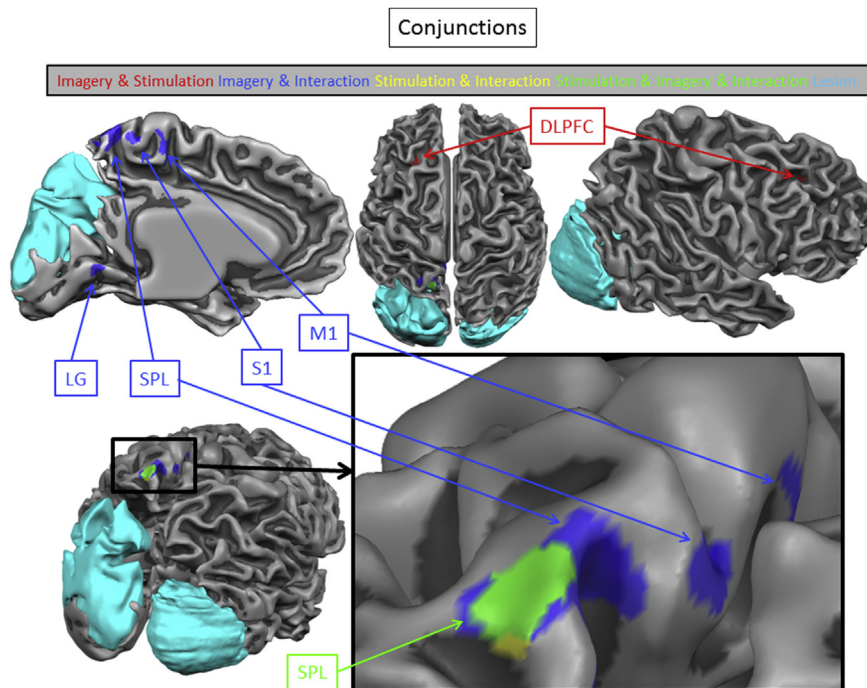 Conjunctions
Imagery & Stimulation Imagery & Interaction Stimulation & Interaction Stimulation & Imagery & Interaction Lesion
DLPFC
M1
LG
SPL
S1
SPL